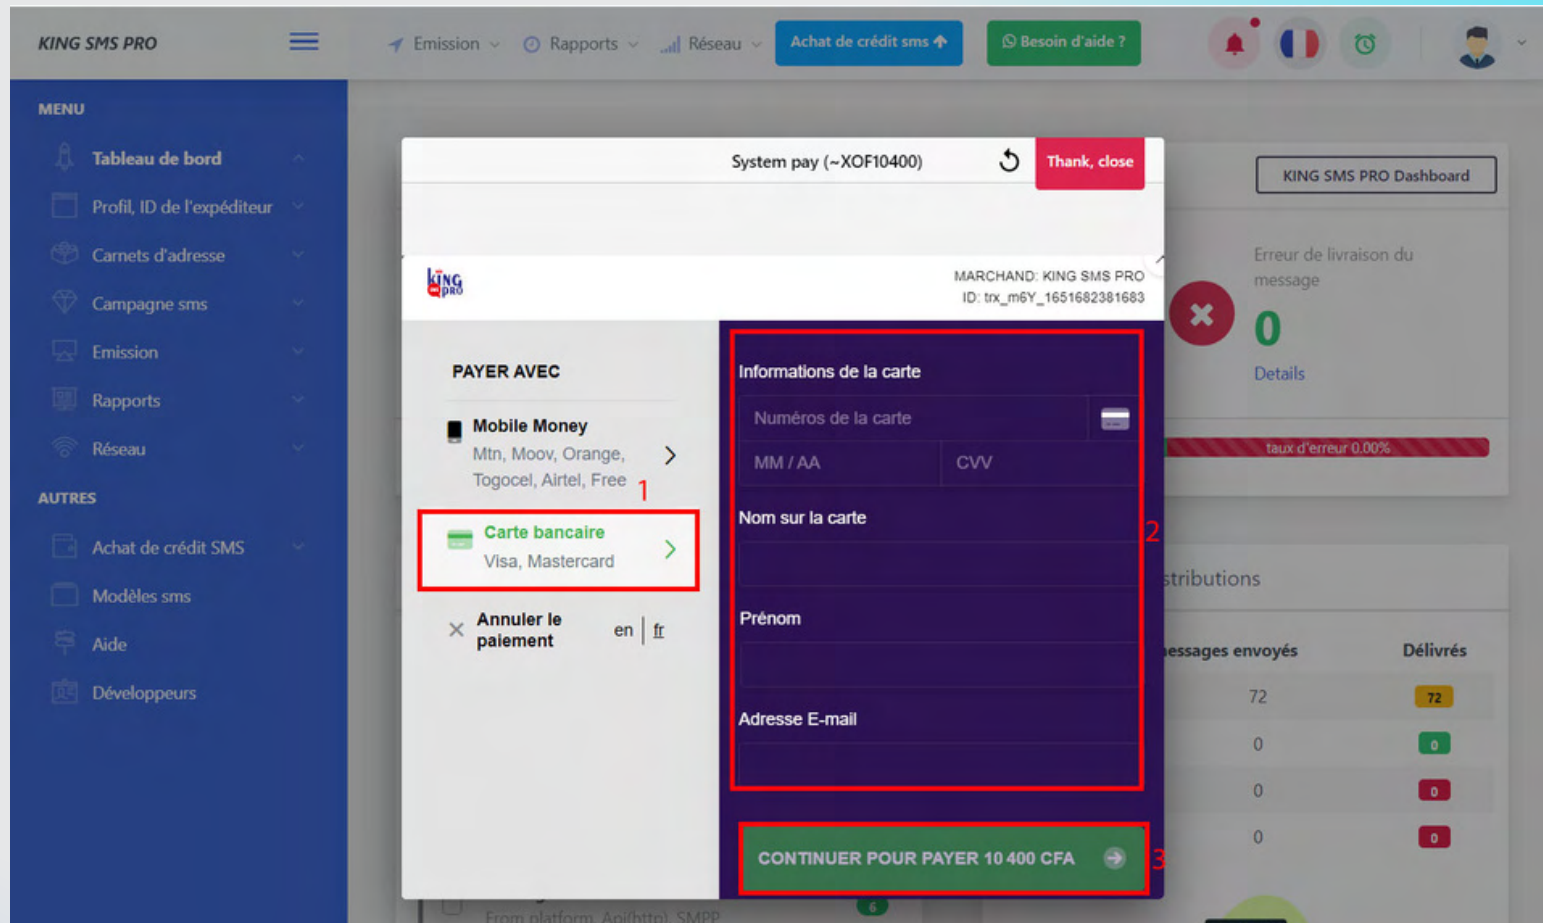 KING SMS PRO
Emission
Rapports
Réseau
Achat de crédit sms
Besoin d'aide ?
MENU
Tableau de bord
Profil, ID de l'expéditeur
Carnets d'adresse
Campagne sms
Emission
Rapports
Réseau
AUTRES
Achat de crédit SMS
Modèles sms
Aide
Développeurs
System pay (~XOF10400)
Thank, close
king
PRO
MARCHAND: KING SMS PRO
ID: trx_m6Y_1651682381683
PAYER AVEC
Mobile Money
Mtn, Moov, Orange,
Togocel, Airtel, Free
1
Carte bancaire
Visa, Mastercard
Annuler le
paiement
en | fr
Informations de la carte
Numéros de la carte
MM / AA
CVV
Nom sur la carte
2
Prénom
Adresse E-mail
CONTINUER POUR PAYER 10 400 CFA
3
KING SMS PRO Dashboard
Erreur de livraison du
message
0
Details
taux d'erreur 0.00%
stributions
essages envoyés
Délivrés
72
72
0
0
0
0
0
0
From platform, Api(http), SMPP
6